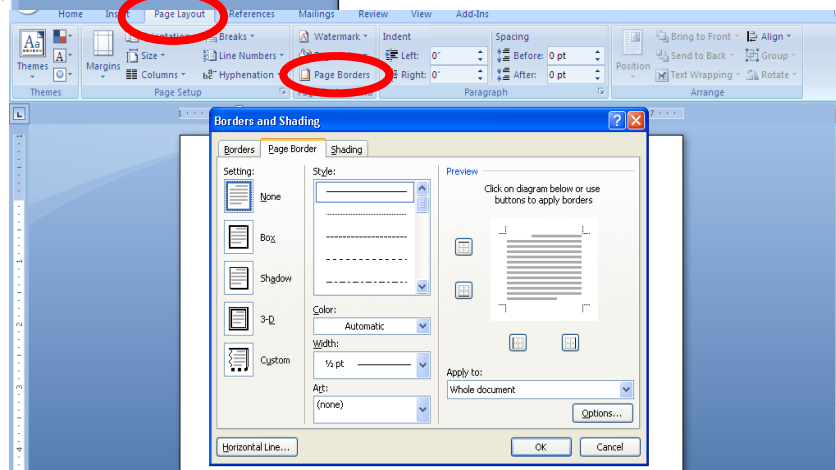 Home Insert Page Layout References Mailings Review View Add-Ins
Themes
Themes
Margins
Orientation
Size
Columns
Breaks
Line Numbers
Hyphenation
Page Setup
Watermark
Page Borders
Indent
Left: 0"
Right: 0"
Spacing
Before: 0 pt
After: 0 pt
Paragraph
Position
Bring to Front
Send to Back
Text Wrapping
Align
Group
Rotate
Arrange
Borders and Shading
Borders Page Border Shading
Setting:
None
Box
Shadow
3-D
Custom
Style:
Color:
Automatic
Width:
½ pt
Art:
(none)
Preview
Click on diagram below or use
buttons to apply borders
Apply to:
Whole document
Options...
Horizontal Line...
OK Cancel